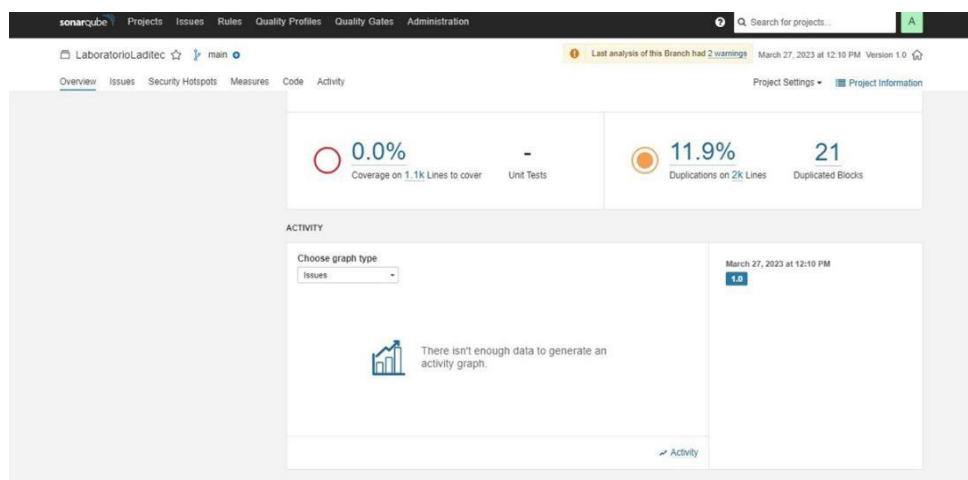 sonarqube Projects Issues Rules Quality Profiles Quality Gates Administration Search for projects... A
LaboratorioLaditec main Last analysis of this Branch had 2 warnings March 27, 2023 at 12:10 PM Version 1.0
Overview Issues Security Hotspots Measures Code Activity Project Settings Project Information
0.0% - 11.9% 21
Coverage on 1.1k Lines to cover Unit Tests Duplications on 2k Lines Duplicated Blocks
ACTIVITY
Choose graph type
Issues
March 27, 2023 at 12:10 PM
1.0
There isn't enough data to generate an
activity graph.
Activity